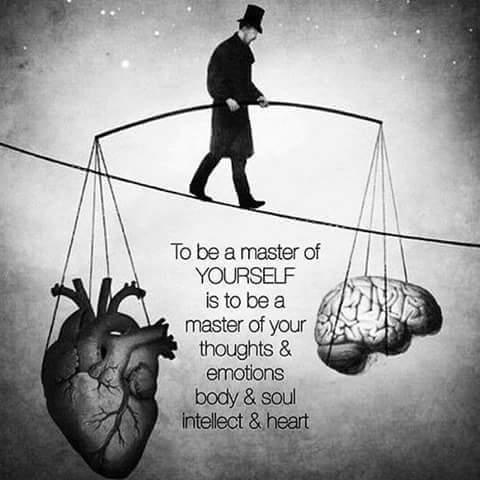 To be a master of
YOURSELF
is to be a
master of your
thoughts &
emotions
body & soul
intellect & heart